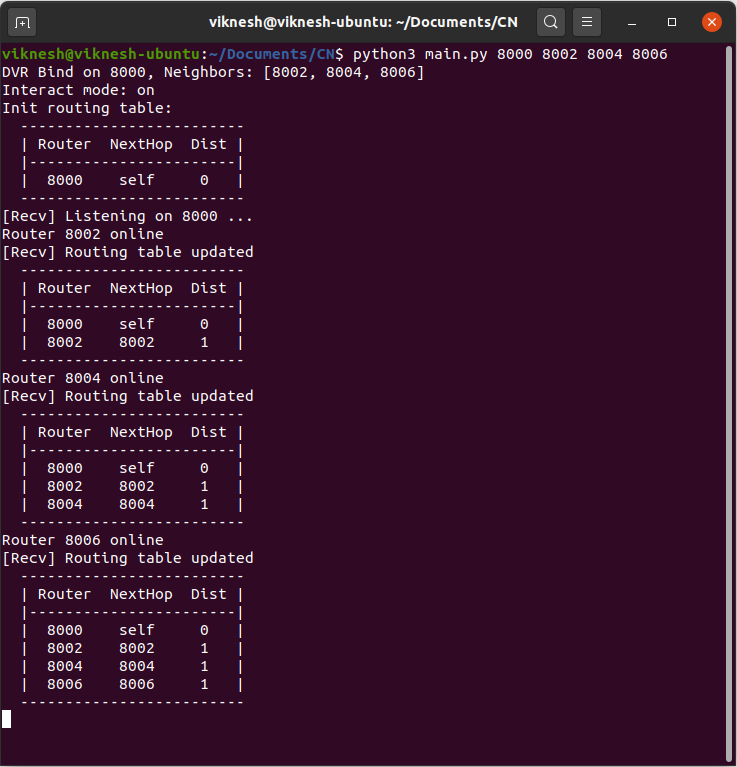 viknesh@viknesh-ubuntu: ~/Documents/CN
viknesh@viknesh-ubuntu:~/Documents/CN$ python3 main.py 8000 8002 8004 8006
DVR Bind on 8000, Neighbors: [8002, 8004, 8006]
Interact mode: on
Init routing table:
  -------------------------
  | Router  NextHop  Dist |
  |-----------------------|
  |  8000    self     0   |
  -------------------------
[Recv] Listening on 8000 ...
Router 8002 online
[Recv] Routing table updated
  -------------------------
  | Router  NextHop  Dist |
  |-----------------------|
  |  8000    self     0   |
  |  8002    8002     1   |
  -------------------------
Router 8004 online
[Recv] Routing table updated
  -------------------------
  | Router  NextHop  Dist |
  |-----------------------|
  |  8000    self     0   |
  |  8002    8002     1   |
  |  8004    8004     1   |
  -------------------------
Router 8006 online
[Recv] Routing table updated
  -------------------------
  | Router  NextHop  Dist |
  |-----------------------|
  |  8000    self     0   |
  |  8002    8002     1   |
  |  8004    8004     1   |
  |  8006    8006     1   |
  -------------------------